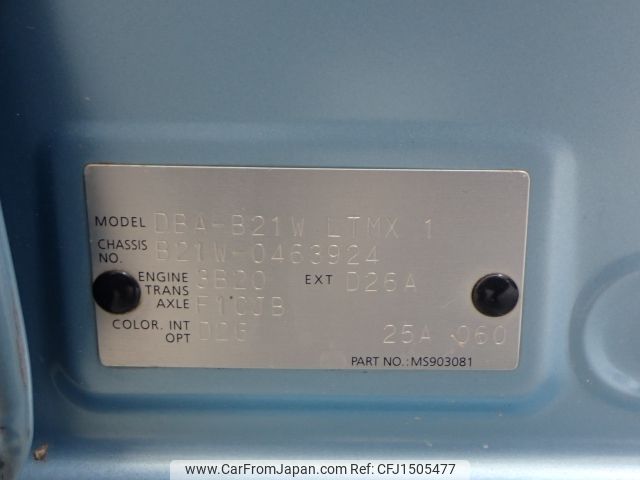 MODEL DBA-B21W LTMX 1
CHASSIS NO. B21W-0463924
ENGINE 3B20 EXT D26A
TRANS AXLE F1CJB
COLOR. INT OPT D26 25A 060
PART NO.:MS903081
www.CarFromJapan.com | © CarFromJapan - CFJ1505477